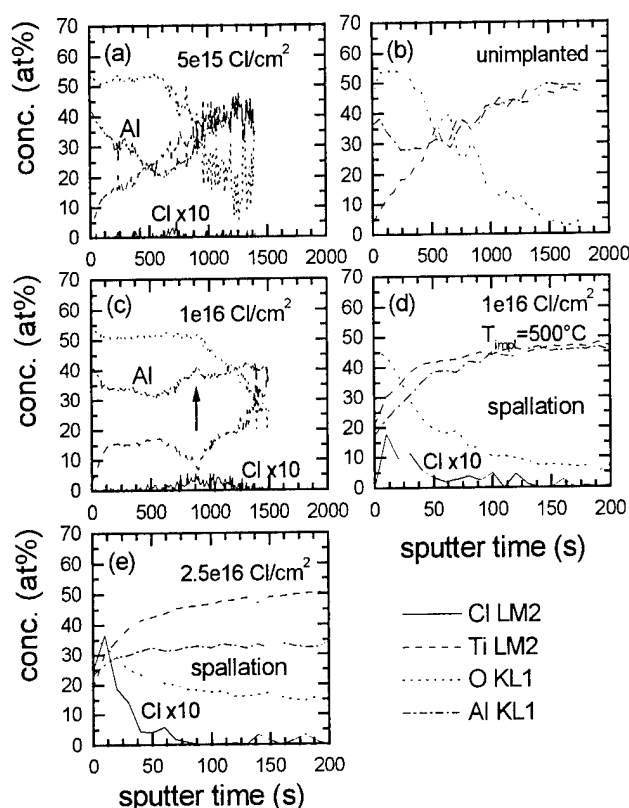 (a)
5e15 Cl/cm²
Al
Cl x10
conc. (at%)
70
60
50
40
30
20
10
0
0
500
1000
1500
2000
(b)
unimplanted
70
60
50
40
30
20
10
0
0
500
1000
1500
2000
(c)
1e16 Cl/cm²
Al
Cl x10
conc. (at%)
70
60
50
40
30
20
10
0
0
500
1000
1500
2000
(d)
1e16 Cl/cm²
T_impl=500°C
spallation
Cl x10
70
60
50
40
30
20
10
0
0
50
100
150
200
sputter time (s)
(e)
2.5e16 Cl/cm²
spallation
Cl x10
conc. (at%)
70
60
50
40
30
20
10
0
0
50
100
150
200
sputter time (s)
Cl LM2
Ti LM2
O KL1
Al KL1